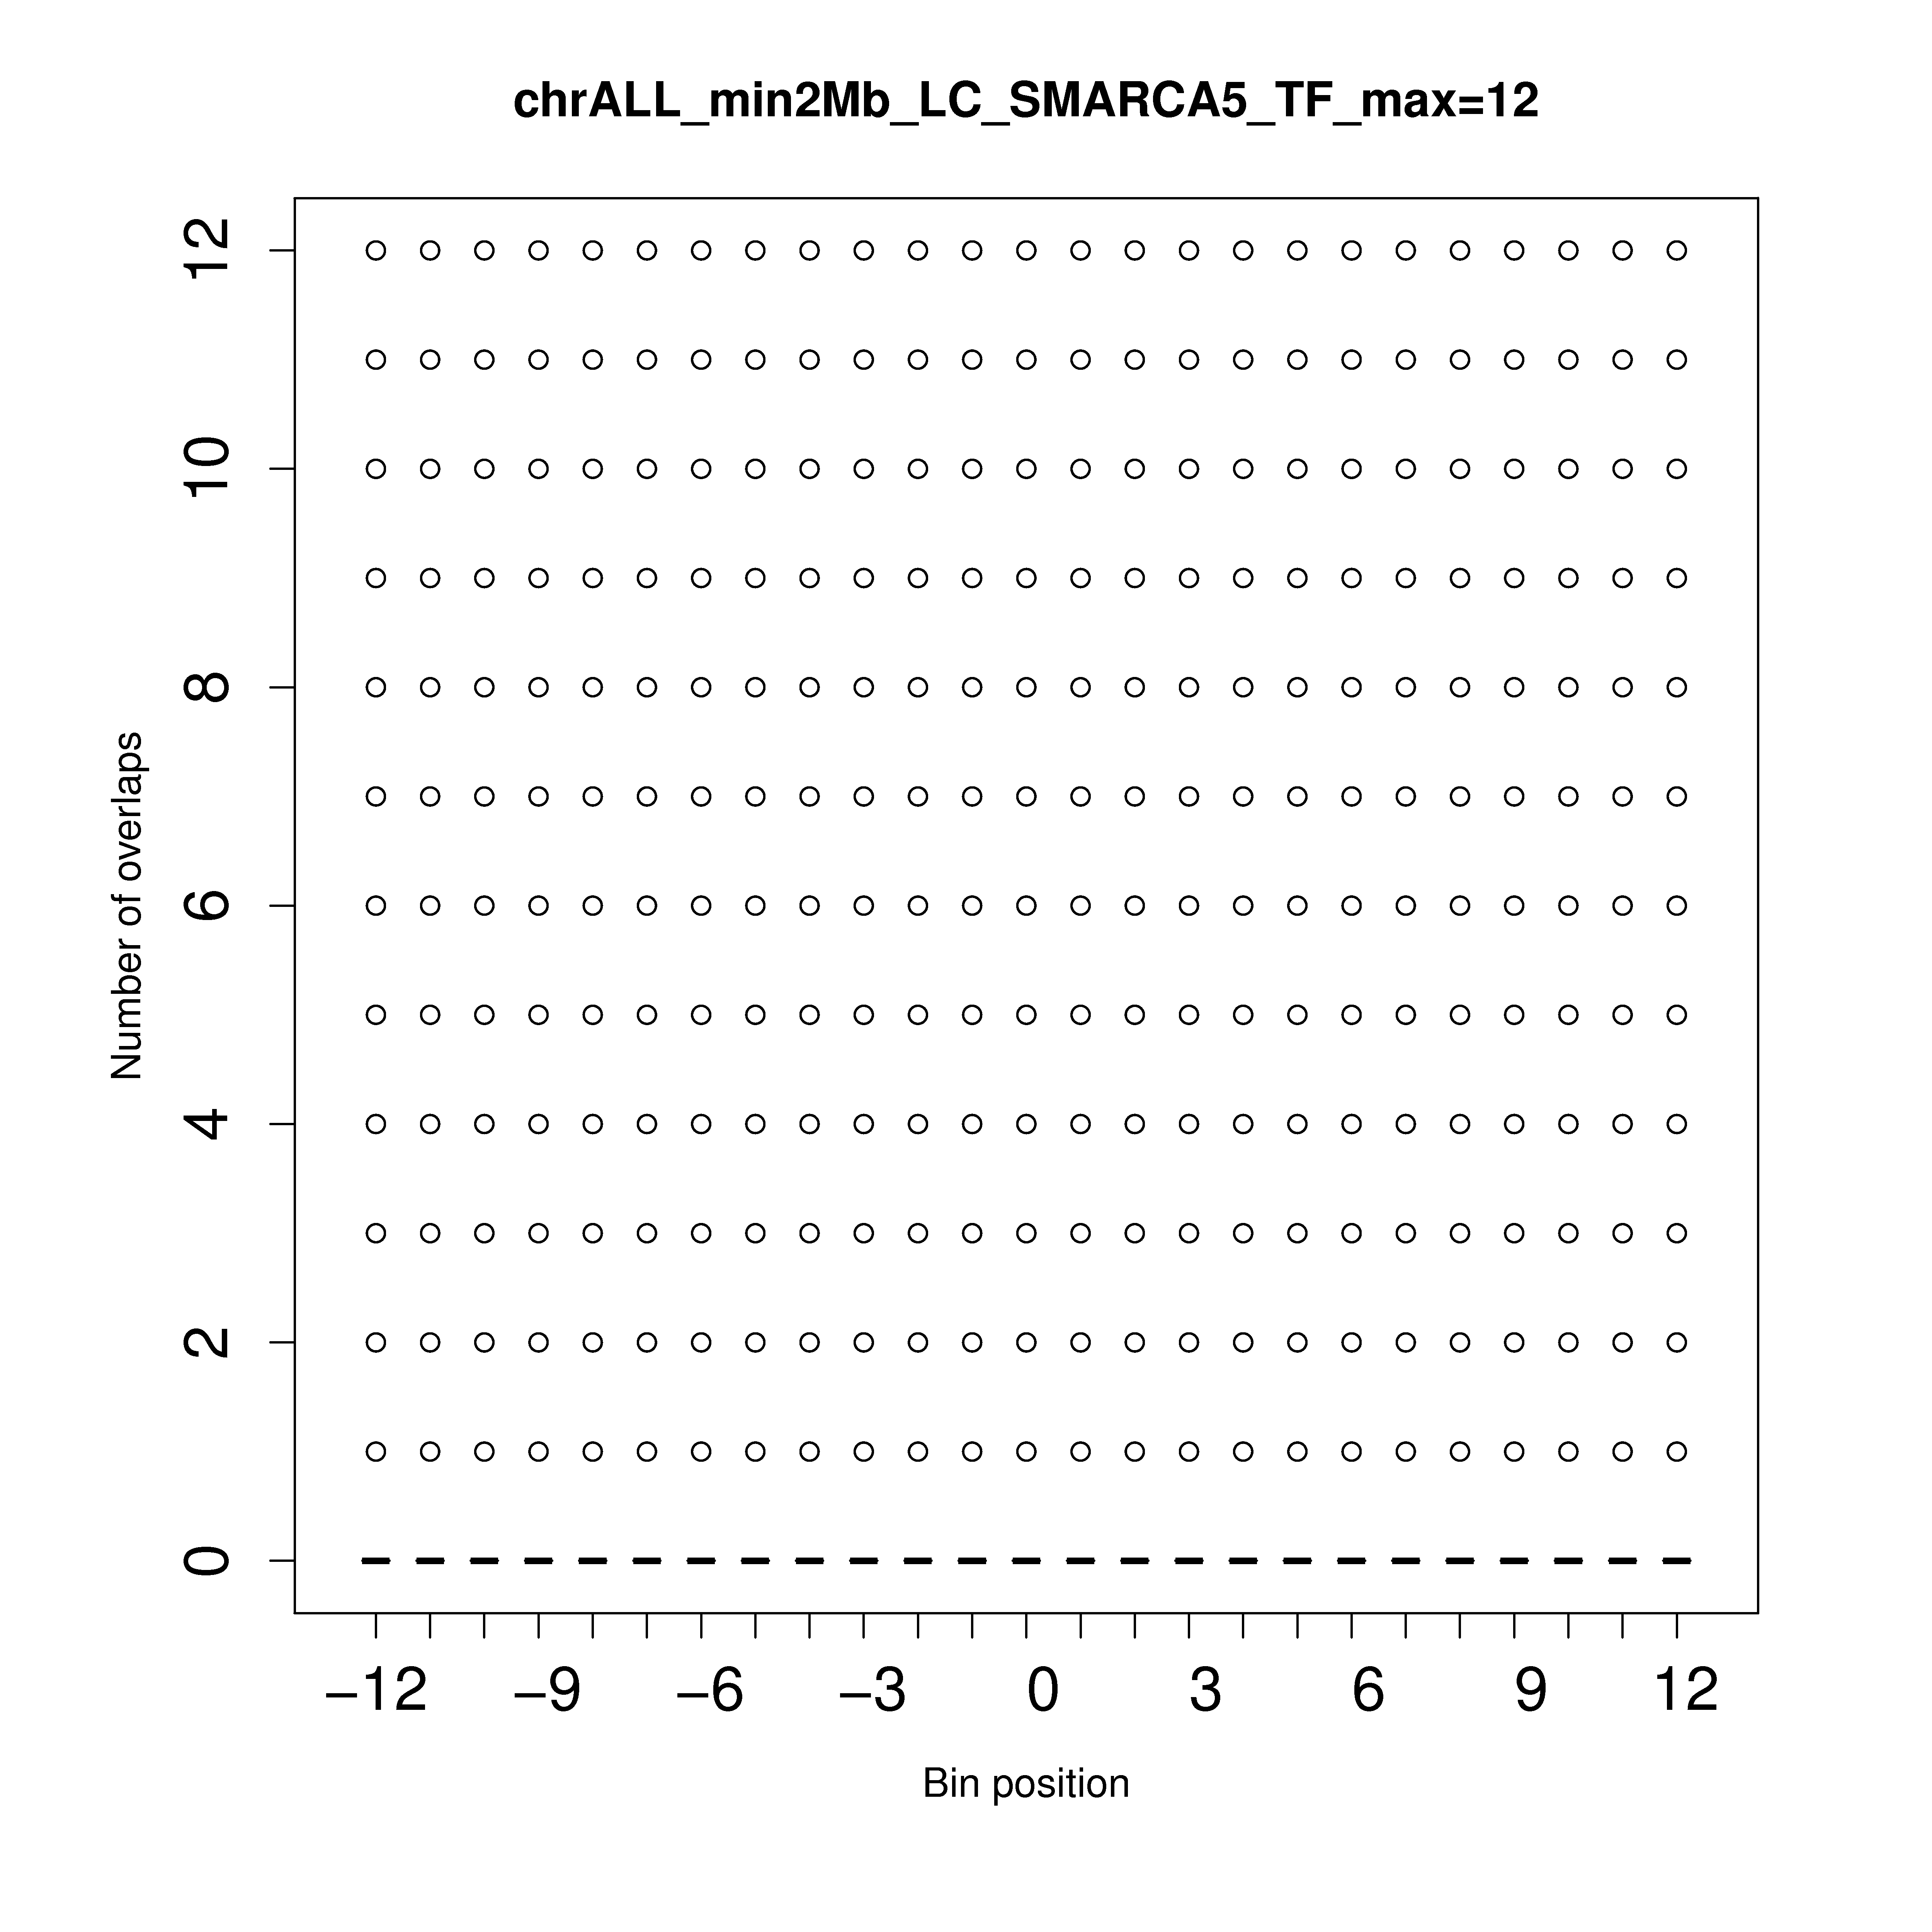 chrALL_min2Mb_LC_SMARCA5_TF_max=12
12
10
8
6
4
2
0
Number of overlaps
−12 −9 −6 −3 0 3 6 9 12
Bin position